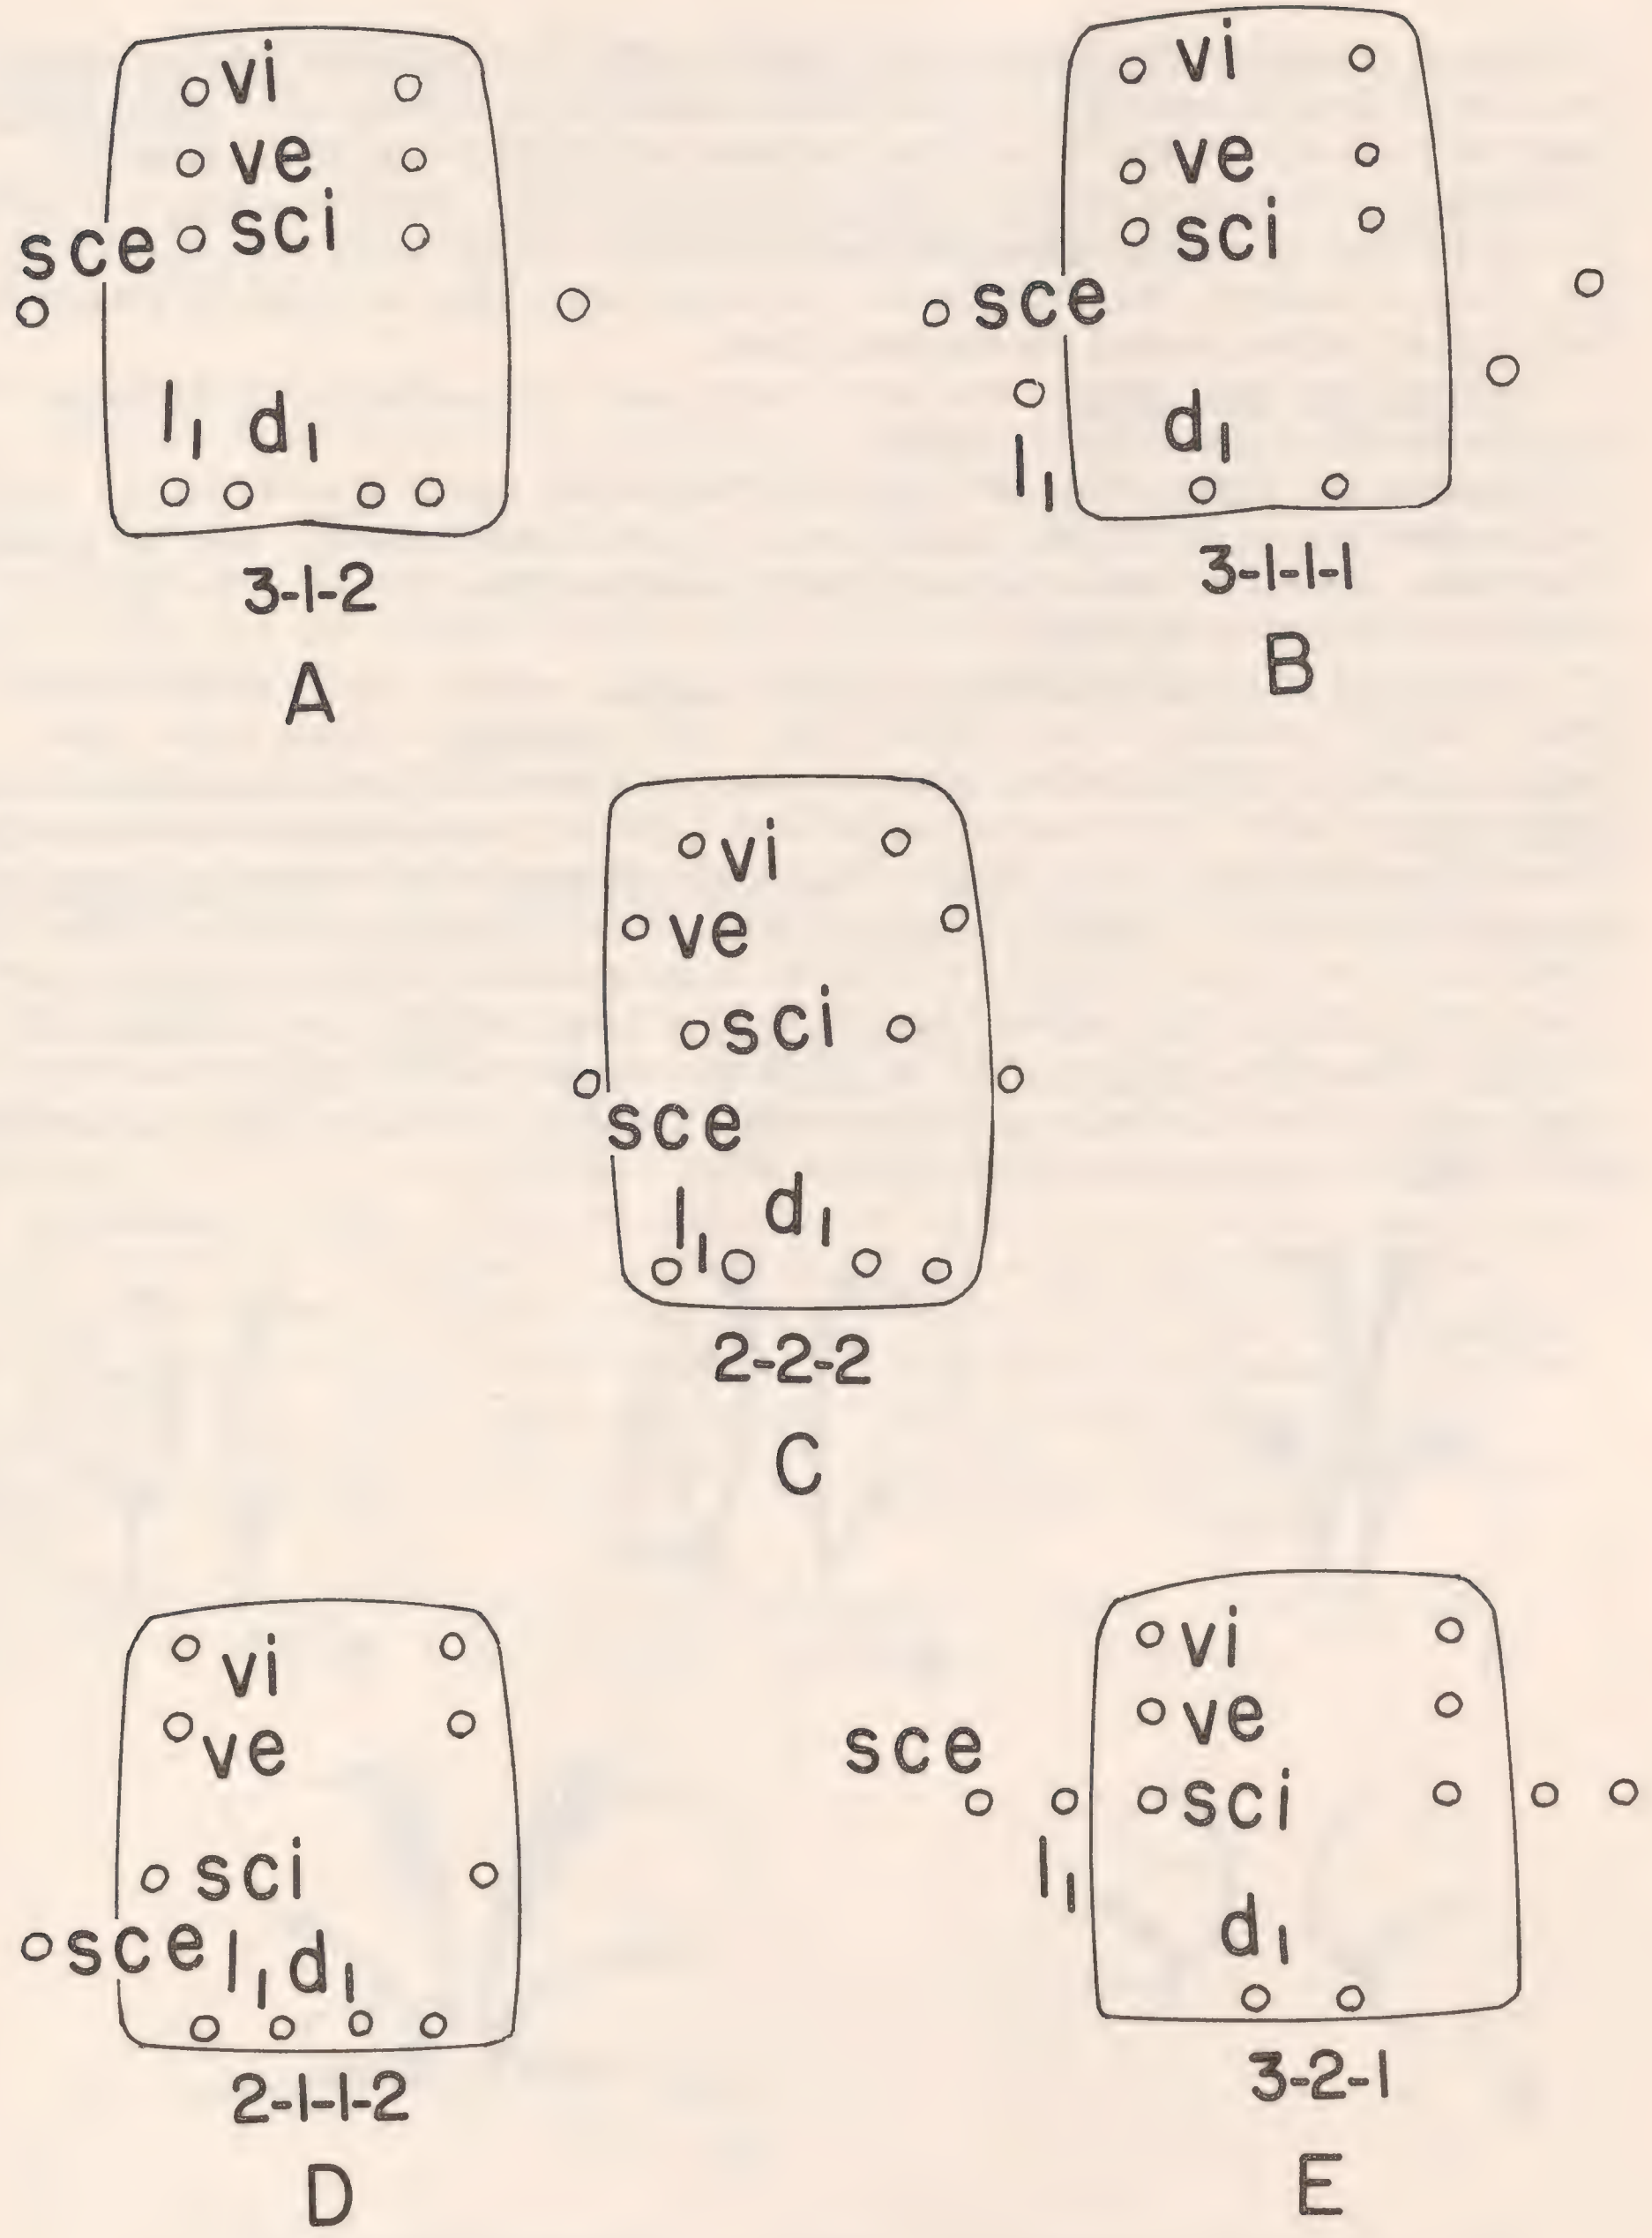 vi
ve
sci
sce
l₁ d₁
3-1-2
A
vi
ve
sci
sce
d₁
l₁
3-1-1-1
B
vi
ve
sci
sce
l₁ d₁
2-2-2
C
vi
ve
sci
sce l₁ d₁
2-1-1-2
D
vi
ve
sce
sci
l₁
d₁
3-2-1
E